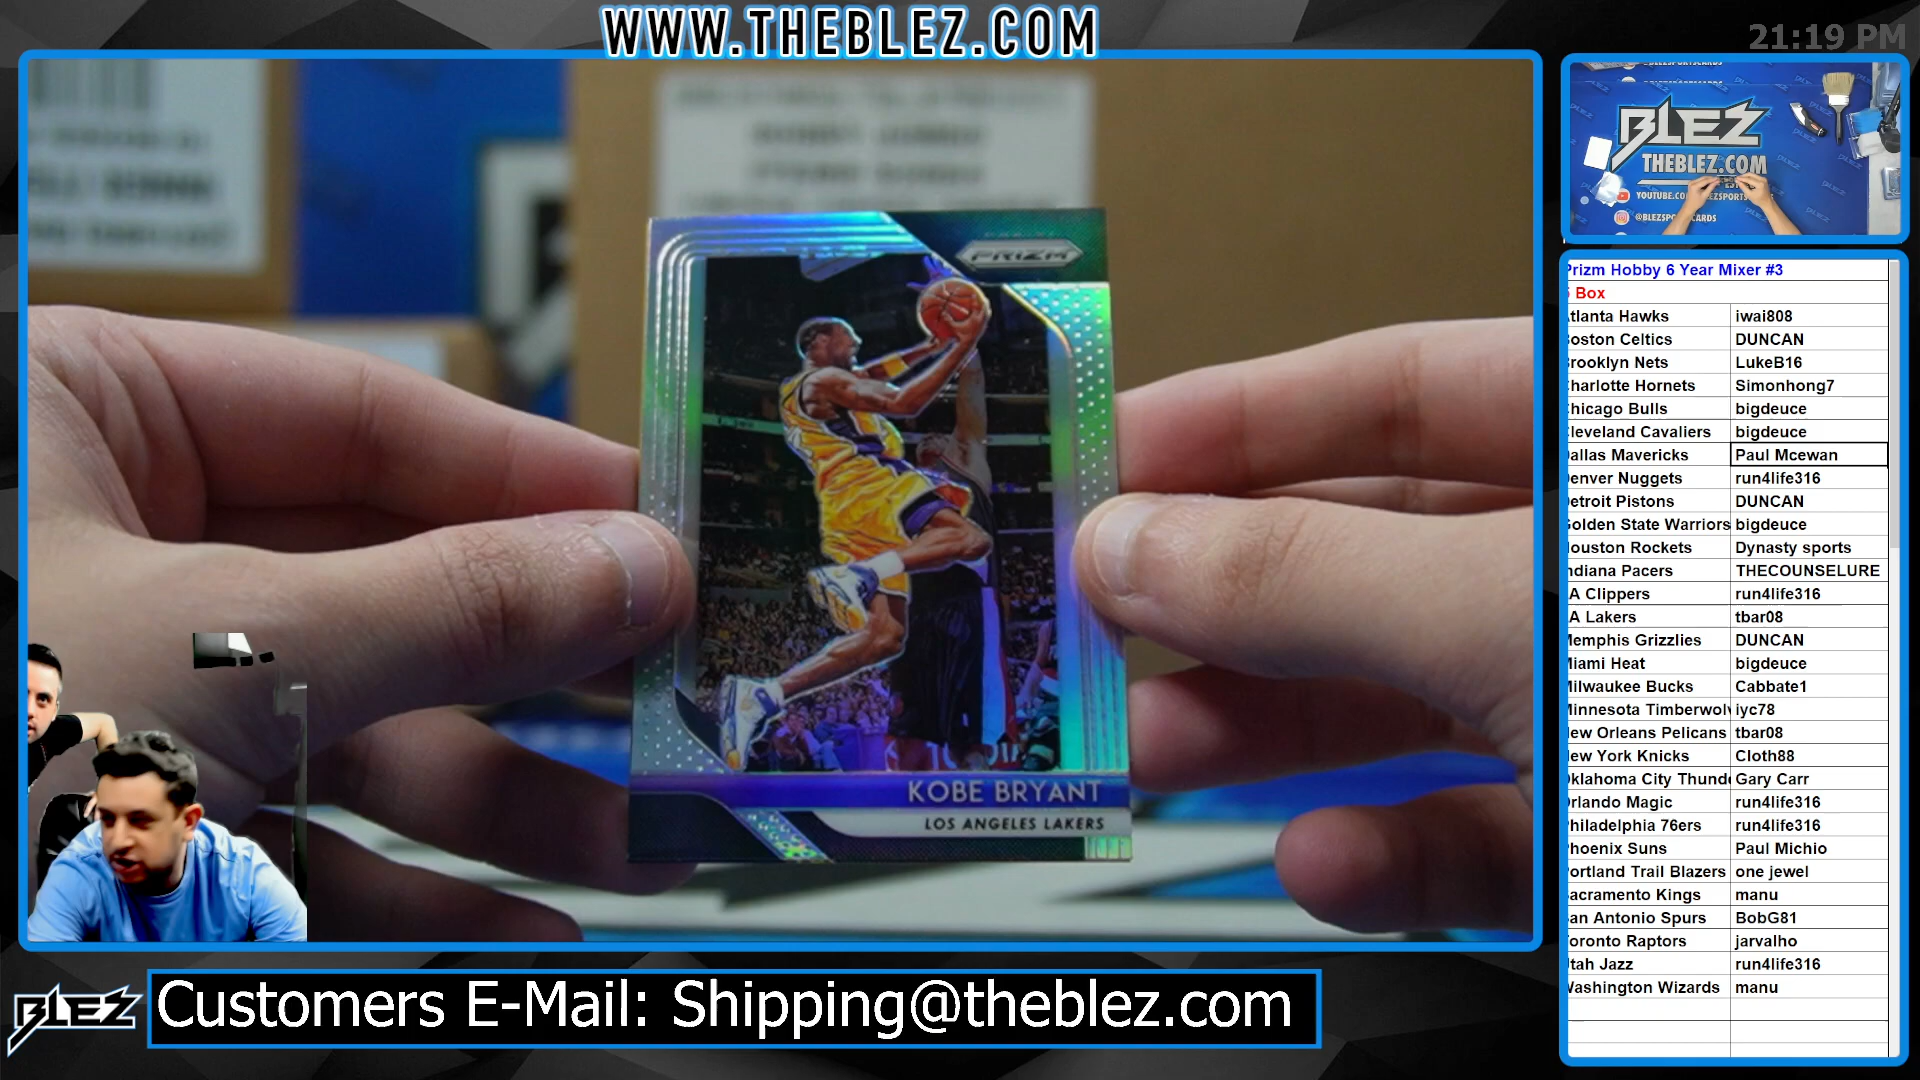 WWW.THEBLEZ.COM
21:19 PM
PRIZM
KOBE BRYANT
LOS ANGELES LAKERS
BLEZ
THEBLEZ.COM
@BLEZSPORTSCARDS
Prizm Hobby 6 Year Mixer #3
Box
tlanta Hawks iwai808
oston Celtics DUNCAN
rooklyn Nets LukeB16
harlotte Hornets Simonhong7
hicago Bulls bigdeuce
leveland Cavaliers bigdeuce
allas Mavericks Paul Mcewan
enver Nuggets run4life316
etroit Pistons DUNCAN
olden State Warriors bigdeuce
ouston Rockets Dynasty sports
ndiana Pacers THECOUNSELURE
A Clippers run4life316
A Lakers tbar08
emphis Grizzlies DUNCAN
iami Heat bigdeuce
ilwaukee Bucks Cabbate1
innesota Timberwolv iyc78
ew Orleans Pelicans tbar08
ew York Knicks Cloth88
klahoma City Thunde Gary Carr
rlando Magic run4life316
hiladelphia 76ers run4life316
hoenix Suns Paul Michio
ortland Trail Blazers one jewel
acramento Kings manu
an Antonio Spurs BobG81
oronto Raptors jarvalho
tah Jazz run4life316
ashington Wizards manu
BLEZ
Customers E-Mail: Shipping@theblez.com